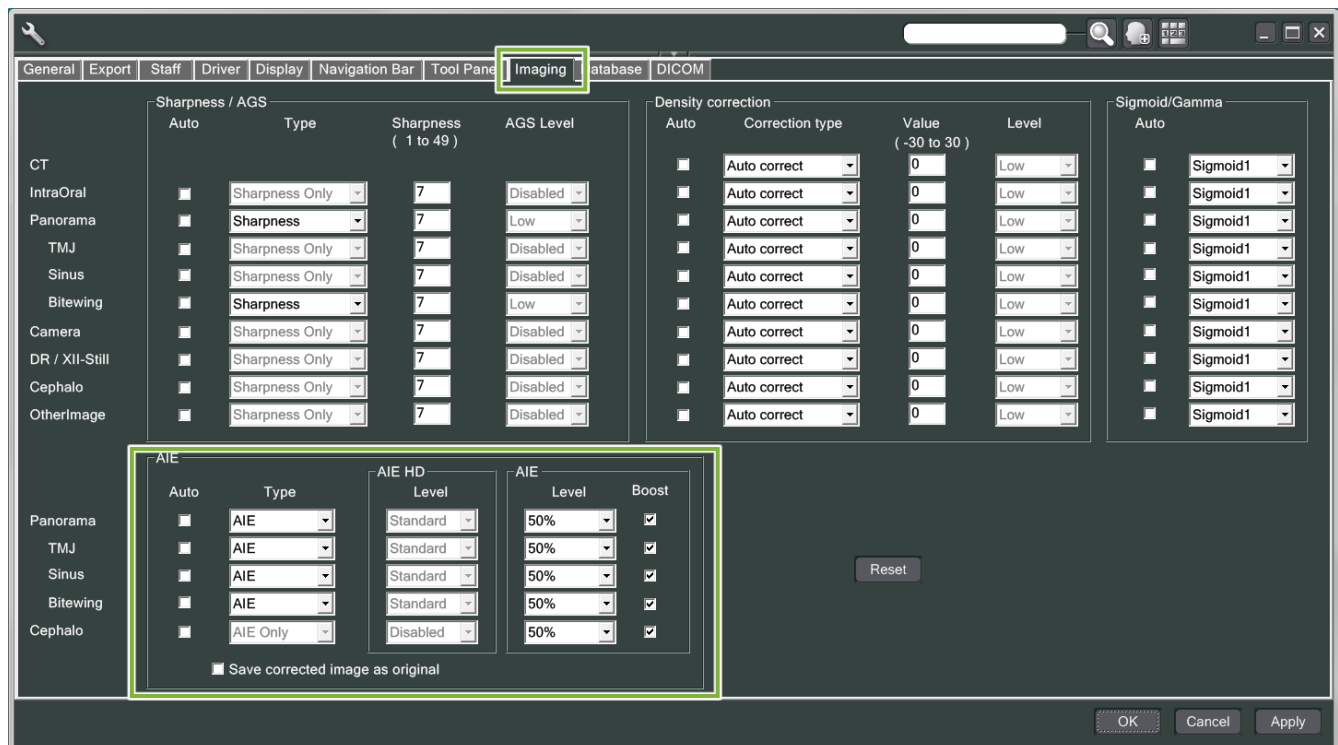 General Export Staff Driver Display Navigation Bar Tool Pane Imaging atabase DICOM
Sharpness / AGS Density correction Sigmoid/Gamma
Auto Type Sharpness AGS Level Auto Correction type Value Level Auto
( 1 to 49 ) ( -30 to 30 )
CT Auto correct 0 Low Sigmoid1
IntraOral Sharpness Only 7 Disabled Auto correct 0 Low Sigmoid1
Panorama Sharpness 7 Low Auto correct 0 Low Sigmoid1
TMJ Sharpness Only 7 Disabled Auto correct 0 Low Sigmoid1
Sinus Sharpness Only 7 Disabled Auto correct 0 Low Sigmoid1
Bitewing Sharpness 7 Low Auto correct 0 Low Sigmoid1
Camera Sharpness Only 7 Disabled Auto correct 0 Low Sigmoid1
DR / XII-Still Sharpness Only 7 Disabled Auto correct 0 Low Sigmoid1
Cephalo Sharpness Only 7 Disabled Auto correct 0 Low Sigmoid1
OtherImage Sharpness Only 7 Disabled Auto correct 0 Low Sigmoid1
AIE
AIE HD AIE
Auto Type Level Level Boost
Panorama AIE Standard 50%
TMJ AIE Standard 50%
Sinus AIE Standard 50% Reset
Bitewing AIE Standard 50%
Cephalo AIE Only Disabled 50%
Save corrected image as original
OK Cancel Apply